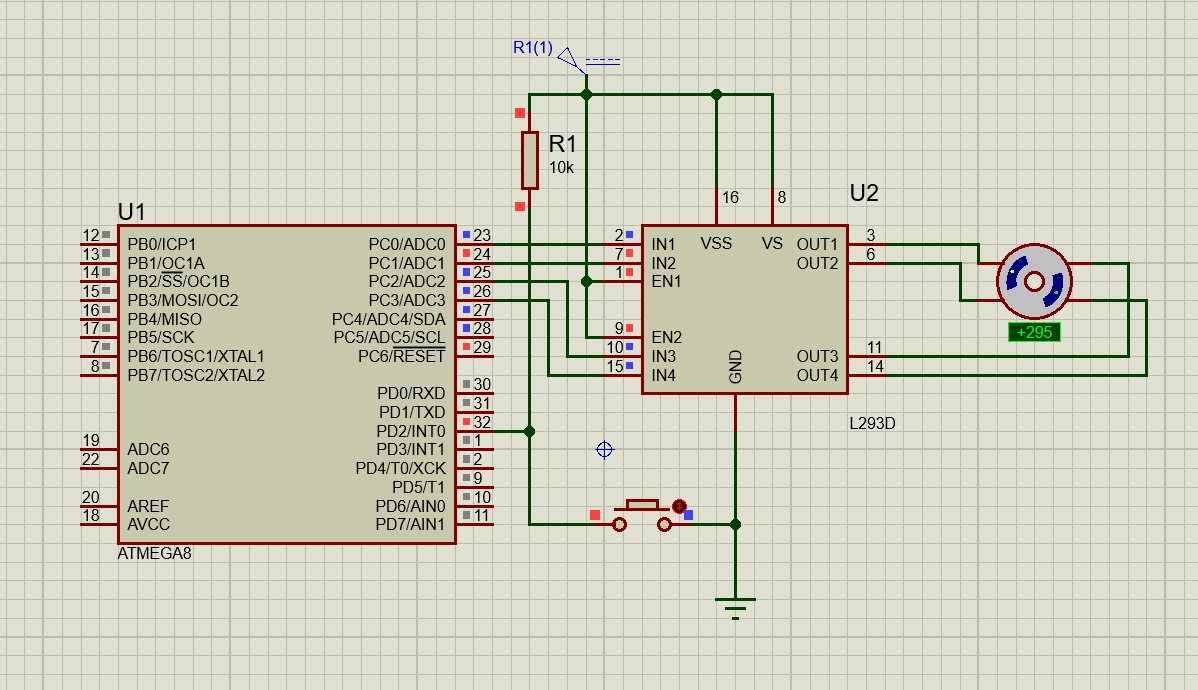 R1(1)
R1
10k
U1
12 PB0/ICP1
13 PB1/OC1A
14 PB2/SS/OC1B
15 PB3/MOSI/OC2
16 PB4/MISO
17 PB5/SCK
7 PB6/TOSC1/XTAL1
8 PB7/TOSC2/XTAL2
19 ADC6
22 ADC7
20 AREF
18 AVCC
PC0/ADC0 23
PC1/ADC1 24
PC2/ADC2 25
PC3/ADC3 26
PC4/ADC4/SDA 27
PC5/ADC5/SCL 28
PC6/RESET 29
PD0/RXD 30
PD1/TXD 31
PD2/INT0 32
PD3/INT1 1
PD4/T0/XCK 2
PD5/T1 9
PD6/AIN0 10
PD7/AIN1 11
ATMEGA8
U2
16 8
VSS VS
2 IN1
7 IN2
1 EN1
9 EN2
10 IN3
15 IN4
GND
OUT1 3
OUT2 6
OUT3 11
OUT4 14
L293D
+295